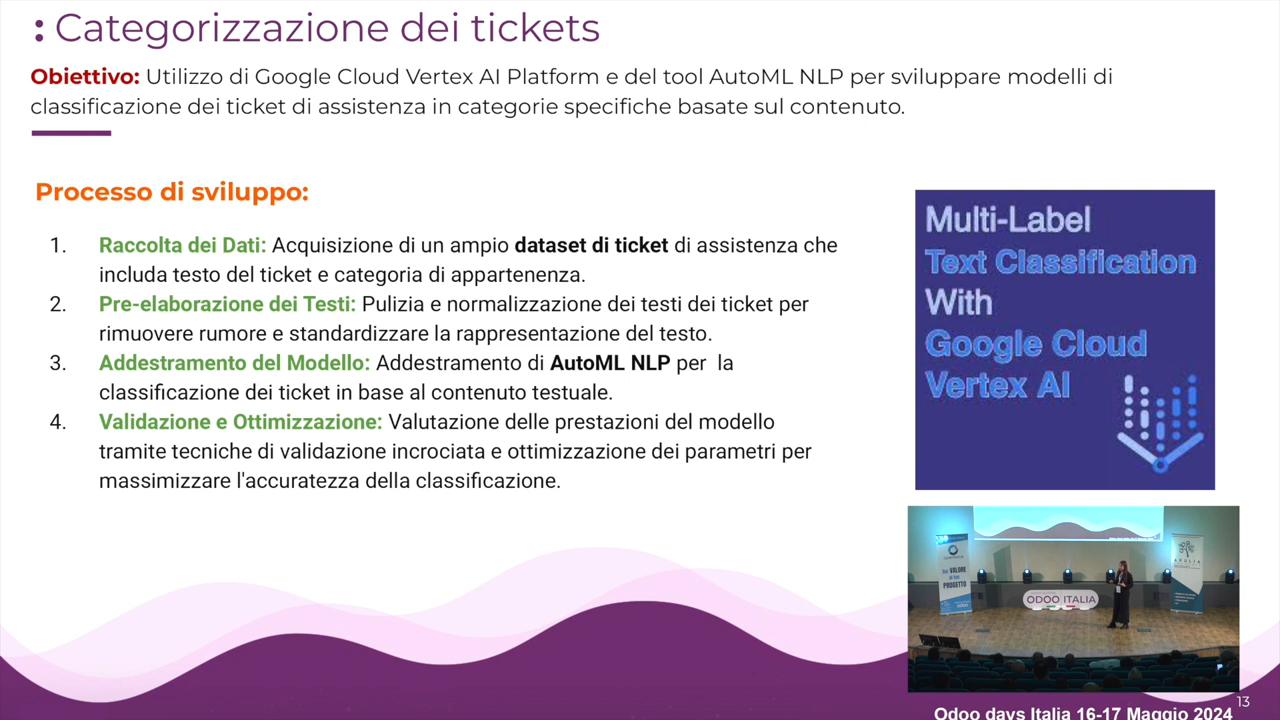 : Categorizzazione dei tickets
Obiettivo: Utilizzo di Google Cloud Vertex AI Platform e del tool AutoML NLP per sviluppare modelli di
classificazione dei ticket di assistenza in categorie specifiche basate sul contenuto.
Processo di sviluppo:
1. Raccolta dei Dati: Acquisizione di un ampio dataset di ticket di assistenza che
includa testo del ticket e categoria di appartenenza.
2. Pre-elaborazione dei Testi: Pulizia e normalizzazione dei testi dei ticket per
rimuovere rumore e standardizzare la rappresentazione del testo.
3. Addestramento del Modello: Addestramento di AutoML NLP per  la
classificazione dei ticket in base al contenuto testuale.
4. Validazione e Ottimizzazione: Valutazione delle prestazioni del modello
tramite tecniche di validazione incrociata e ottimizzazione dei parametri per
massimizzare l'accuratezza della classificazione.
Multi-Label
Text Classification
With
Google Cloud
Vertex AI
VALORE
PROGETTO
odoo
ODOO ITALIA
APULIA
13
Odoo days Italia 16-17 Maggio 2024